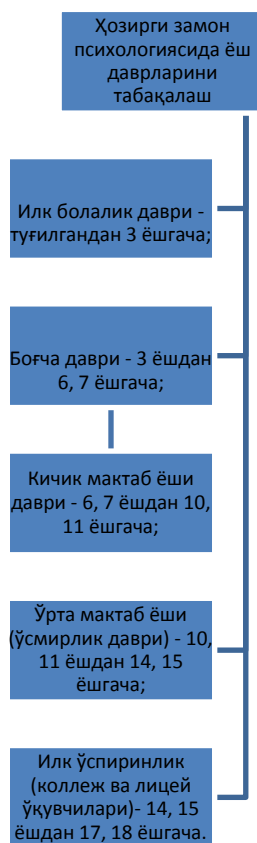 Ҳозирги замон
психологиясида ёш
даврларини
табақалаш
Илк болалик даври -
туғилгандан 3 ёшгача;
Боғча даври - 3 ёшдан
6, 7 ёшгача;
Кичик мактаб ёши
даври - 6, 7 ёшдан 10,
11 ёшгача;
Ўрта мактаб ёши
(ўсмирлик даври) - 10,
11 ёшдан 14, 15
ёшгача;
Илк ўспиринлик
(коллеж ва лицей
ўқувчилари)- 14, 15
ёшдан 17, 18 ёшгача.